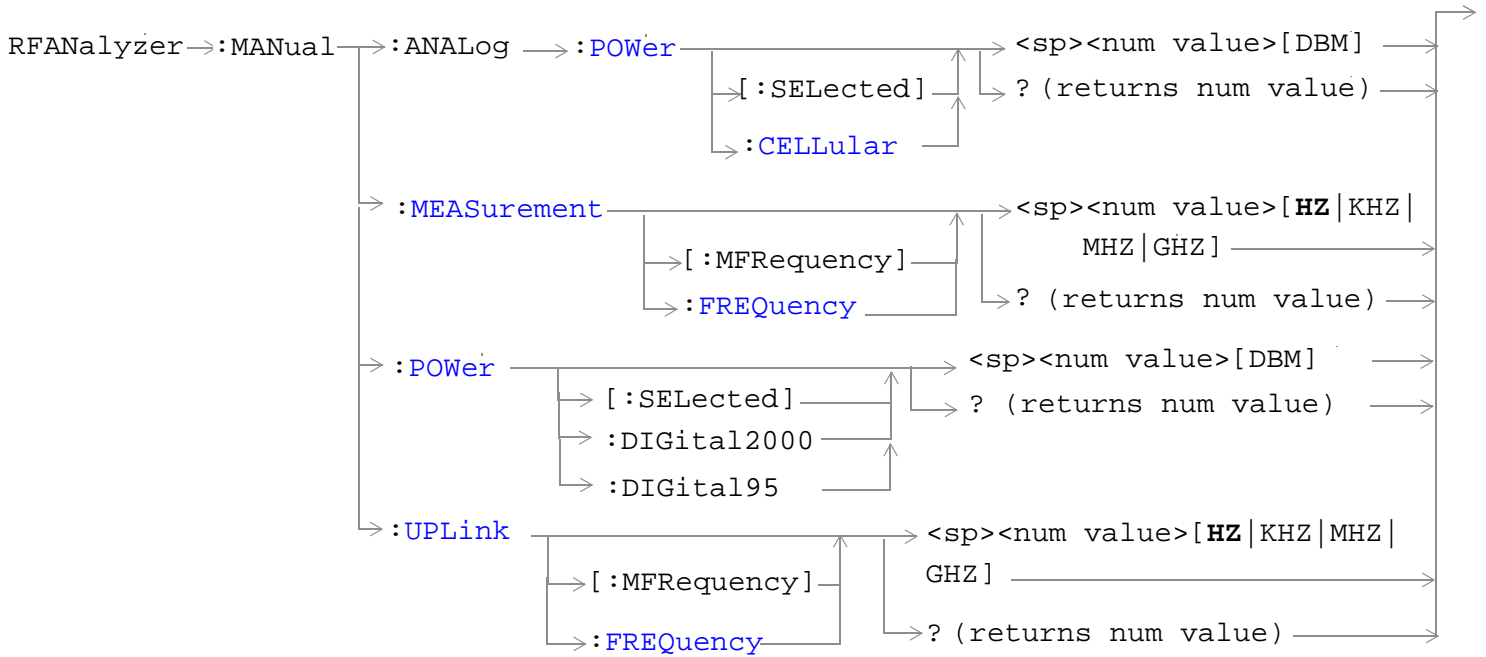 RFANalyzer :MANual :ANALog :POWer <sp><num value>[DBM]
[:SELected] ? (returns num value)
:CELLular
:MEASurement <sp><num value>[HZ|KHZ|
MHZ|GHZ]
[:MFRequency]
:FREQuency ? (returns num value)
:POWer <sp><num value>[DBM]
[:SELected] ? (returns num value)
:DIGital2000
:DIGital95
:UPLink <sp><num value>[HZ|KHZ|MHZ|
[:MFRequency] GHZ]
:FREQuency ? (returns num value)